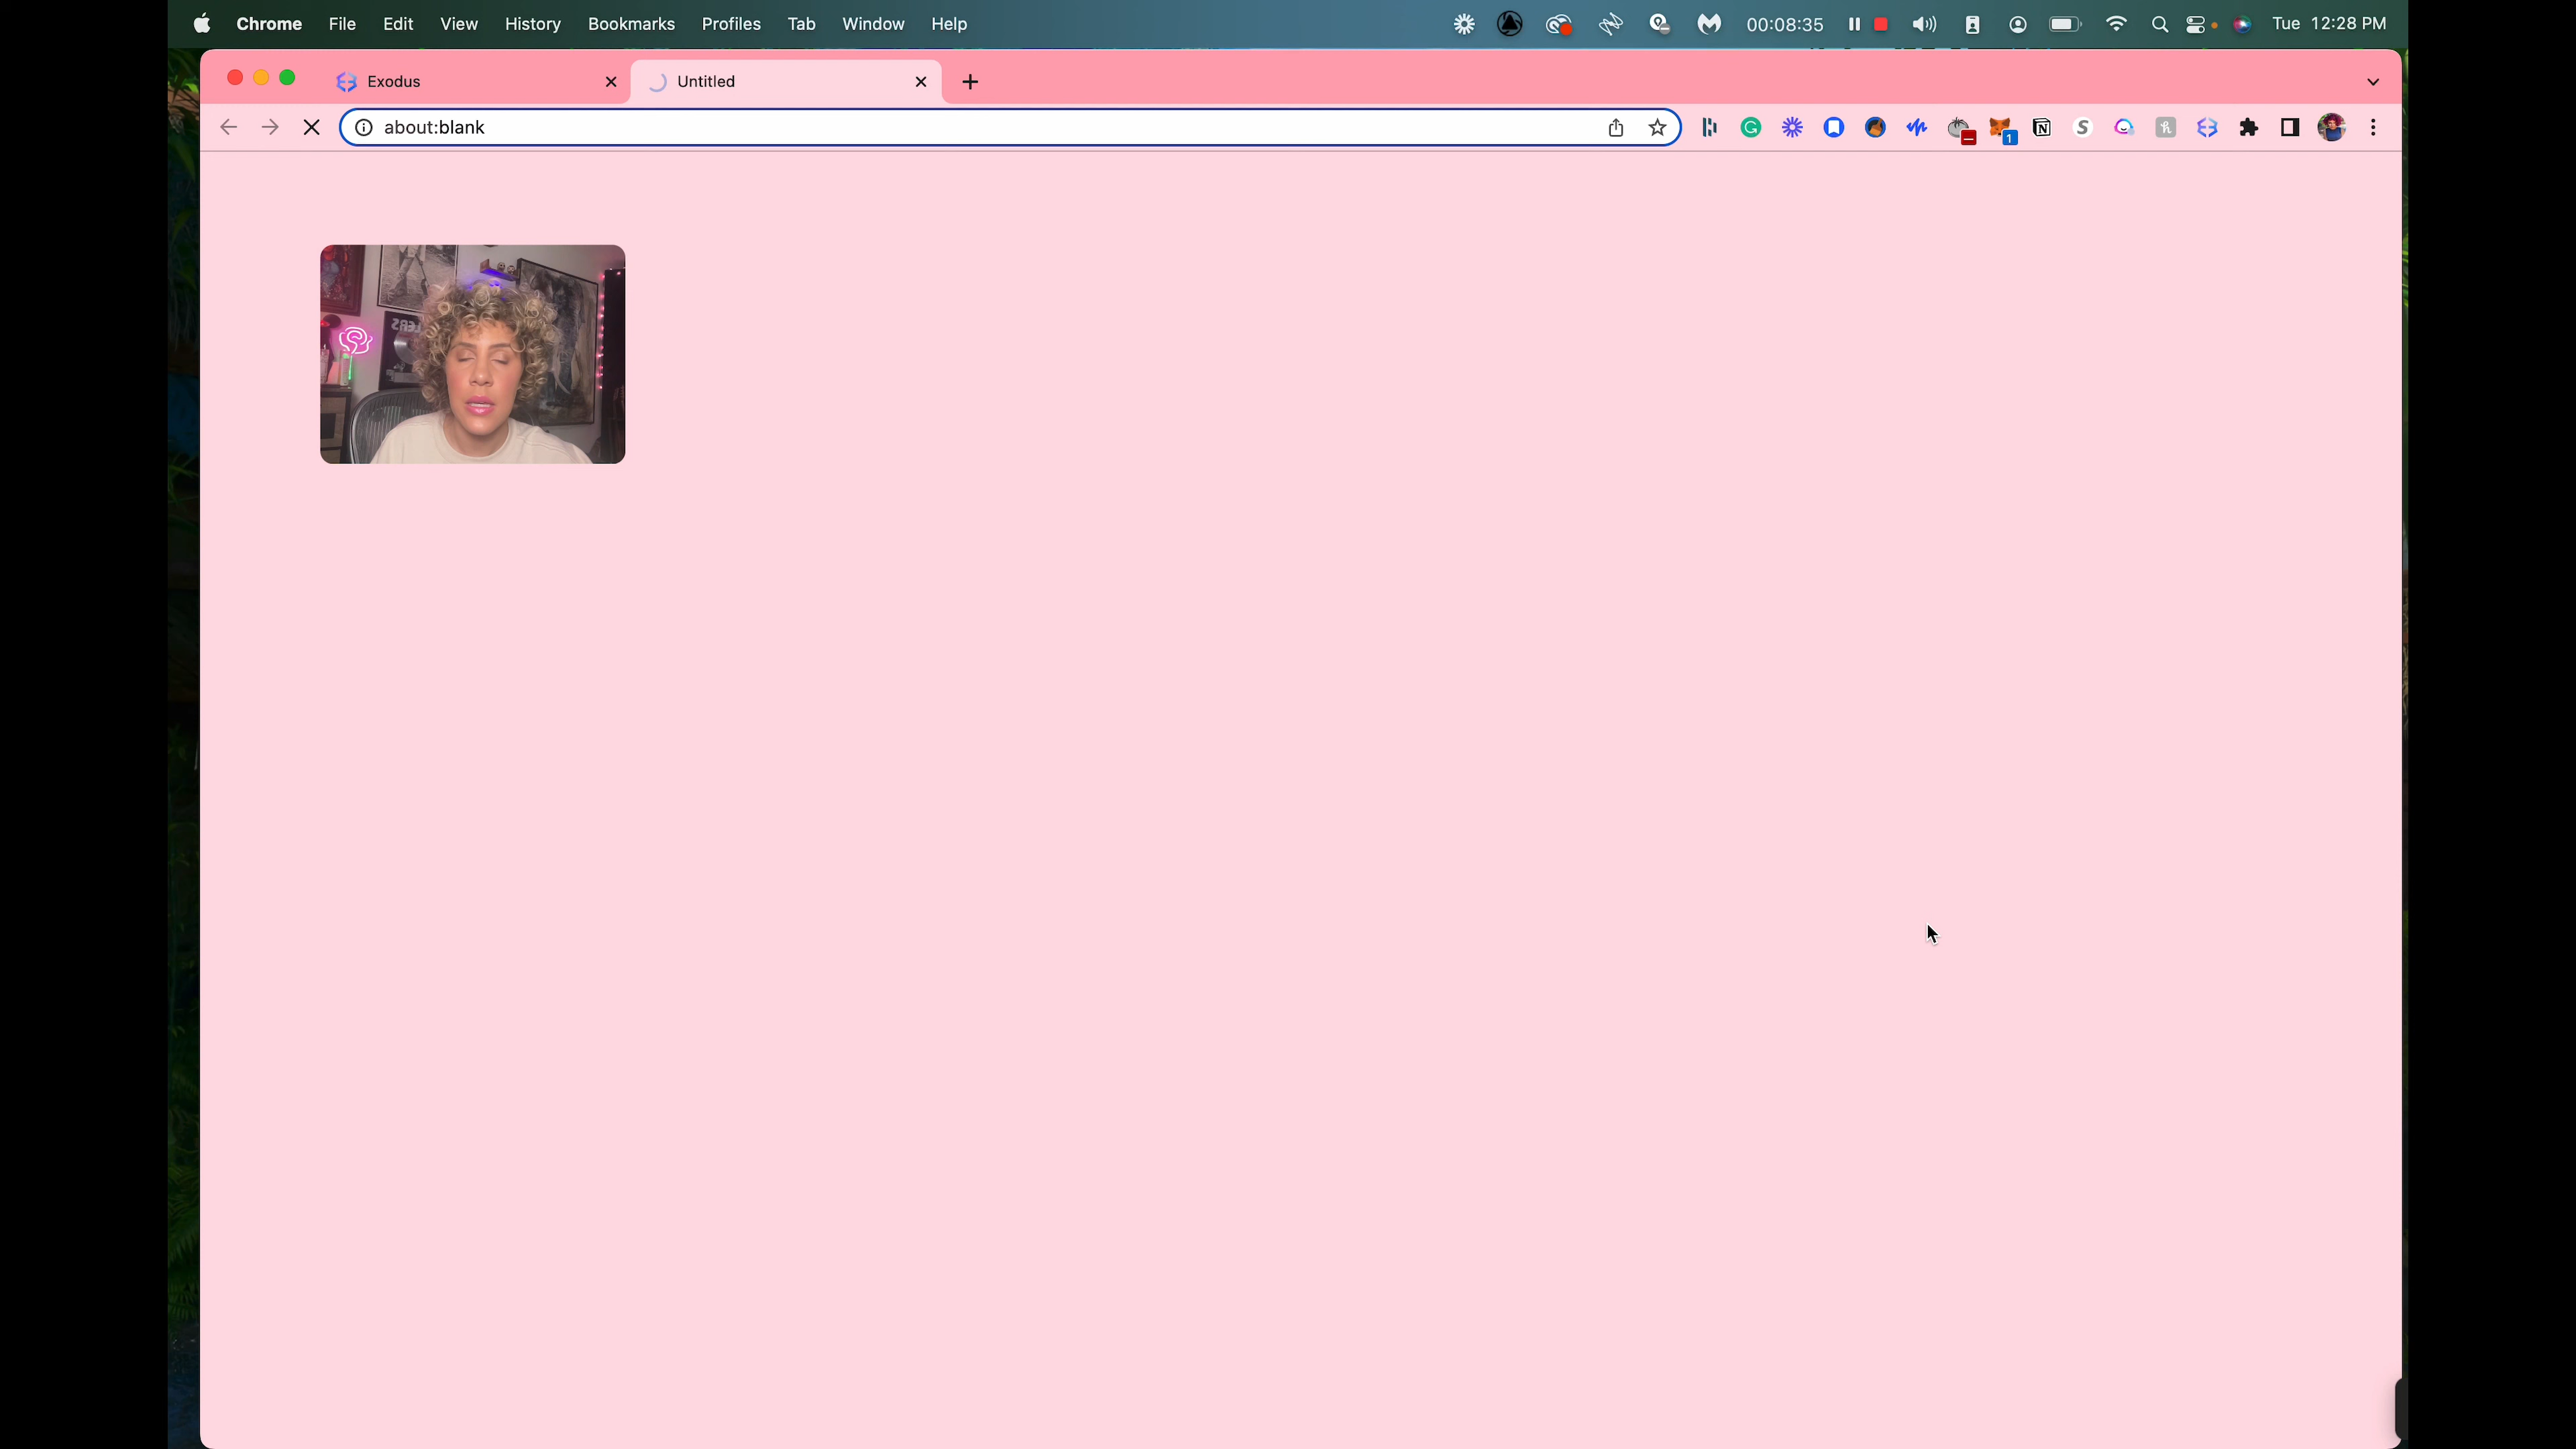 Chrome File Edit View History Bookmarks Profiles Tab Window Help 00:08:35 Tue 12:28 PM
Exodus Untitled
about:blank
1